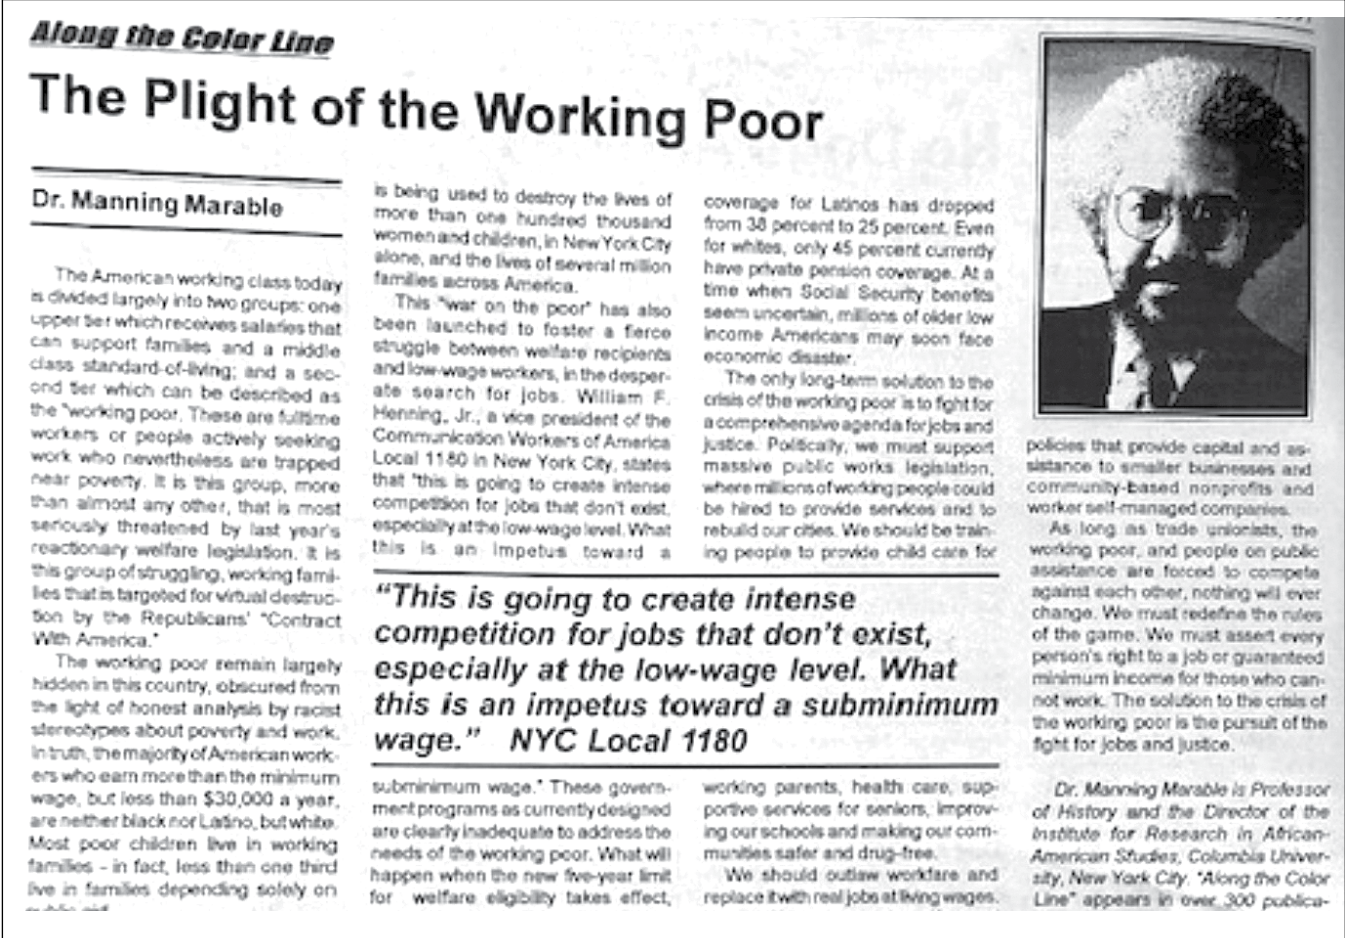 Along the Color Line
The Plight of the Working Poor
Dr. Manning Marable
The American working class today
is divided largely into two groups: one
upper tier which receives salaries that
can support families and a middle
class standard-of-living; and a sec-
ond tier which can be described as
the "working poor. These are fulltime
workers or people actively seeking
work who nevertheless are trapped
near poverty. It is this group, more
than almost any other, that is most
seriously threatened by last year's
reactionary welfare legislation. It is
this group of struggling, working fami-
lies that is targeted for virtual destruc-
tion by the Republicans' "Contract
With America."
The working poor remain largely
hidden in this country, obscured from
the light of honest analysis by racist
stereotypes about poverty and work.
In truth, the majority of American work-
ers who earn more than the minimum
wage, but less than $30,000 a year,
are neither black nor Latino, but white.
Most poor children live in working
families - in fact, less than one third
live in families depending solely on
is being used to destroy the lives of
more than one hundred thousand
women and children, in New York City
alone, and the lives of several million
families across America.
This "war on the poor" has also
been launched to foster a fierce
struggle between welfare recipients
and low-wage workers, in the desper-
ate search for jobs. William F.
Henning, Jr., a vice president of the
Communication Workers of America
Local 1180 in New York City, states
that "this is going to create intense
competition for jobs that don't exist,
especially at the low-wage level. What
this is an impetus toward a
"This is going to create intense
competition for jobs that don't exist,
especially at the low-wage level. What
this is an impetus toward a subminimum
wage." NYC Local 1180
subminimum wage." These govern-
ment programs as currently designed
are clearly inadequate to address the
needs of the working poor. What will
happen when the new five-year limit
for welfare eligibility takes effect,
coverage for Latinos has dropped
from 38 percent to 25 percent. Even
for whites, only 45 percent currently
have private pension coverage. At a
time when Social Security benefits
seem uncertain, millions of older low
income Americans may soon face
economic disaster.
The only long-term solution to the
crisis of the working poor is to fight for
a comprehensive agenda for jobs and
justice. Politically, we must support
massive public works legislation,
where millions of working people could
be hired to provide services and to
rebuild our cities. We should be train-
ing people to provide child care for
working parents, health care, sup-
portive services for seniors, improv-
ing our schools and making our com-
munities safer and drug-free.
We should outlaw workfare and
replace it with real jobs at living wages.
policies that provide capital and as-
sistance to smaller businesses and
community-based nonprofits and
worker self-managed companies.
As long as trade unionists, the
working poor, and people on public
assistance are forced to compete
against each other, nothing will ever
change. We must redefine the rules
of the game. We must assert every
person's right to a job or guaranteed
minimum income for those who can-
not work. The solution to the crisis of
the working poor is the pursuit of the
fight for jobs and justice.
Dr. Manning Marable is Professor
of History and the Director of the
Institute for Research in African-
American Studies, Columbia Univer-
sity, New York City. "Along the Color
Line" appears in over 300 publica-